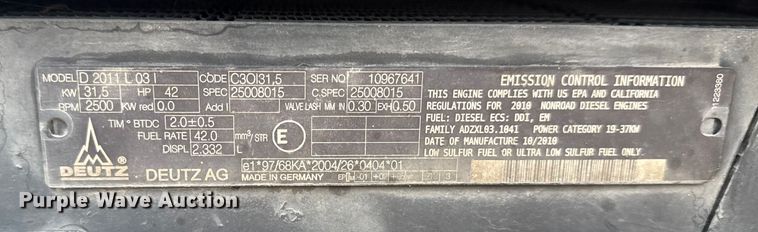 MODEL D 2011 L 03 I CODE C3OI31,5 SER NO 10967641
KW 31,5 HP 42 SPEC 25008015 C.SPEC 25008015
RPM 2500 KW red 0.0 Add I VALVE LASH MM IN 0.30 EXH 0.50
TIM ° BTDC 2.0±0.5
FUEL RATE 42.0 mm³/STR
DISPL 2.332 L
E
DEUTZ
DEUTZ AG
e1*97/68KA*2004/26*0404*01
MADE IN GERMANY
EMISSION CONTROL INFORMATION
THIS ENGINE COMPLIES WITH US EPA AND CALIFORNIA
REGULATIONS FOR 2010 NONROAD DIESEL ENGINES
FUEL: DIESEL ECS: DDI, EM
FAMILY ADZXL03.1041 POWER CATEGORY 19-37KW
DATE OF MANUFACTURE 10/2010
LOW SULFUR FUEL OR ULTRA LOW SULFUR FUEL ONLY
Purple Wave Auction